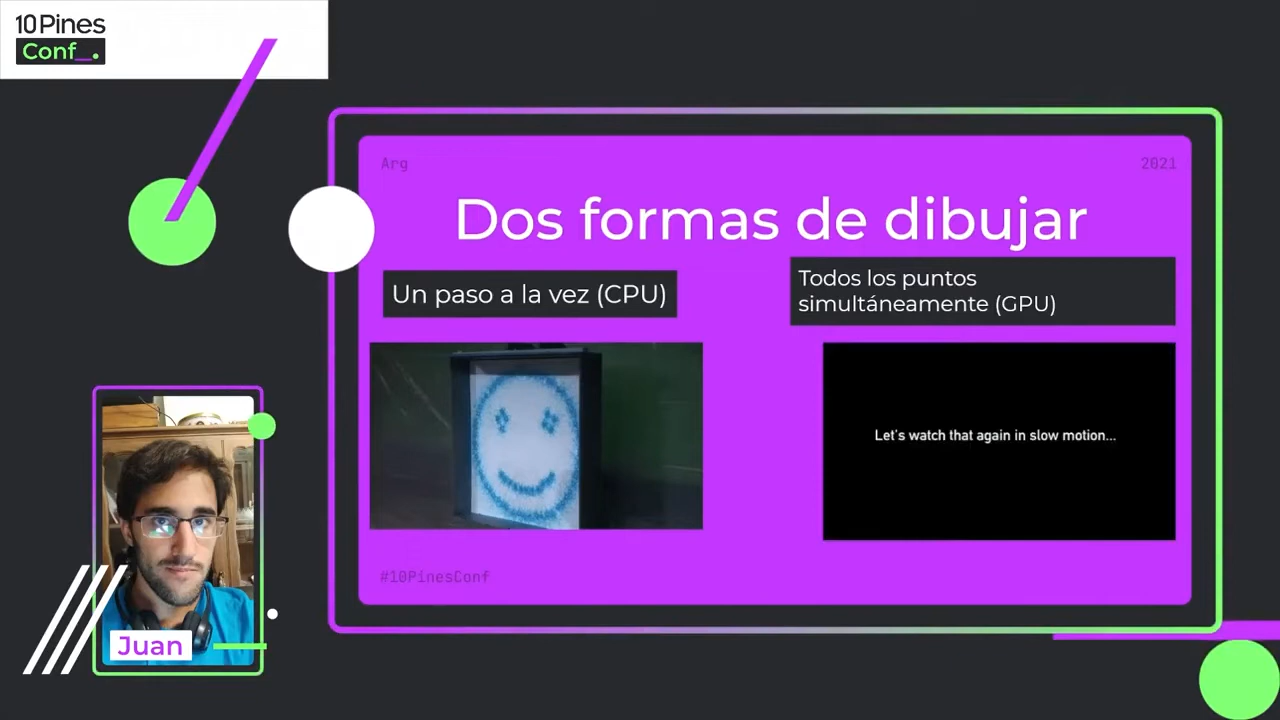 10Pines
Conf_.
Arg
2021
Dos formas de dibujar
Un paso a la vez (CPU)
Todos los puntos
simultáneamente (GPU)
Let's watch that again in slow motion...
#10PinesConf
Juan